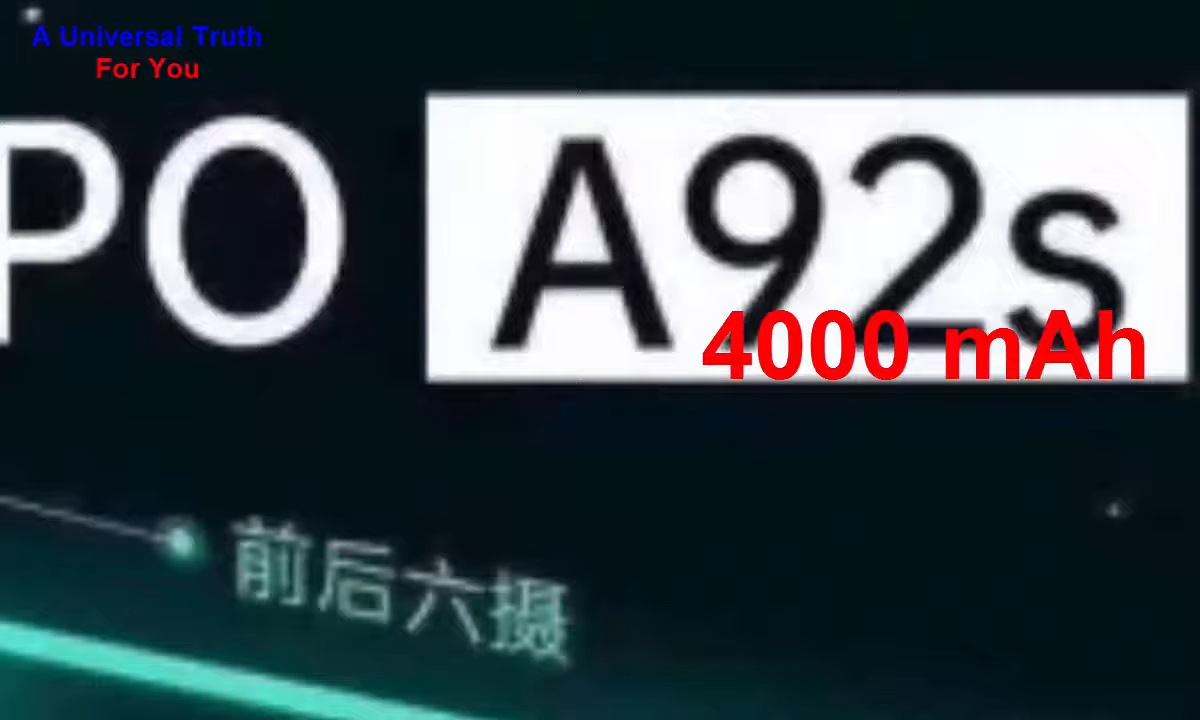 A Universal Truth
For You
PO A92s
4000 mAh
前后六摄